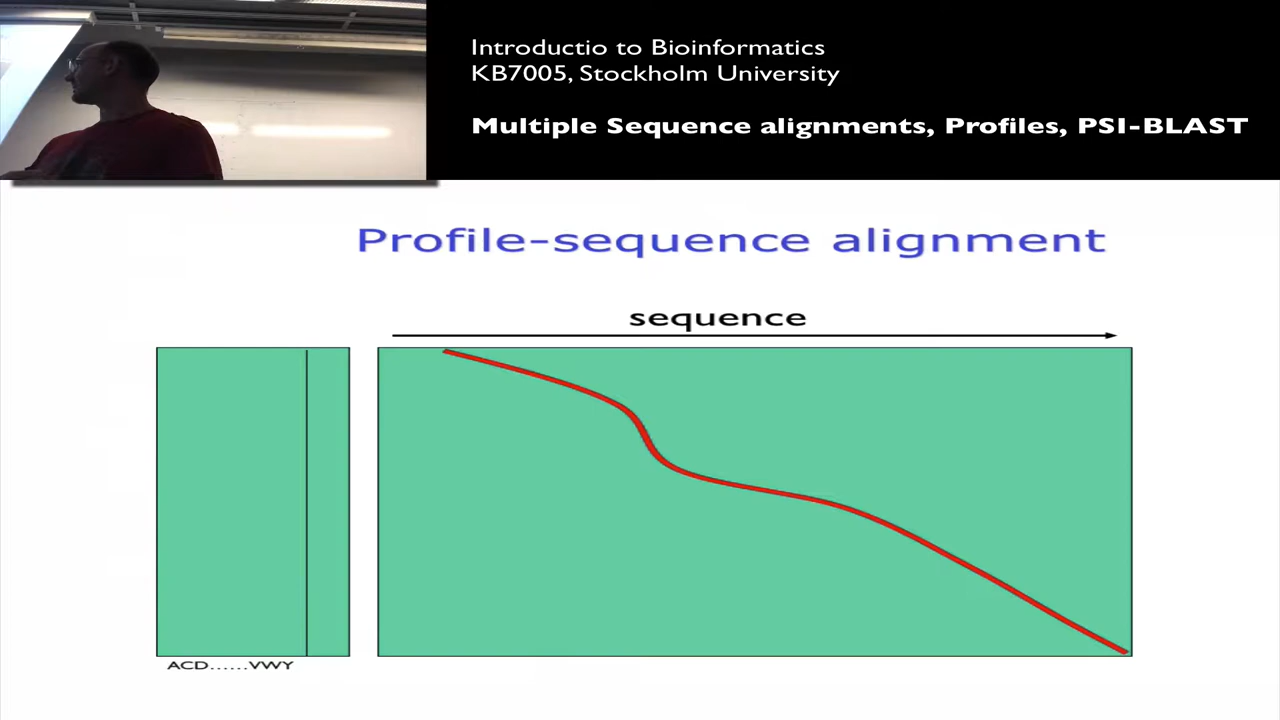 Introductio to Bioinformatics
KB7005, Stockholm University
Multiple Sequence alignments, Profiles, PSI-BLAST
Profile-sequence alignment
sequence
ACD......VWY